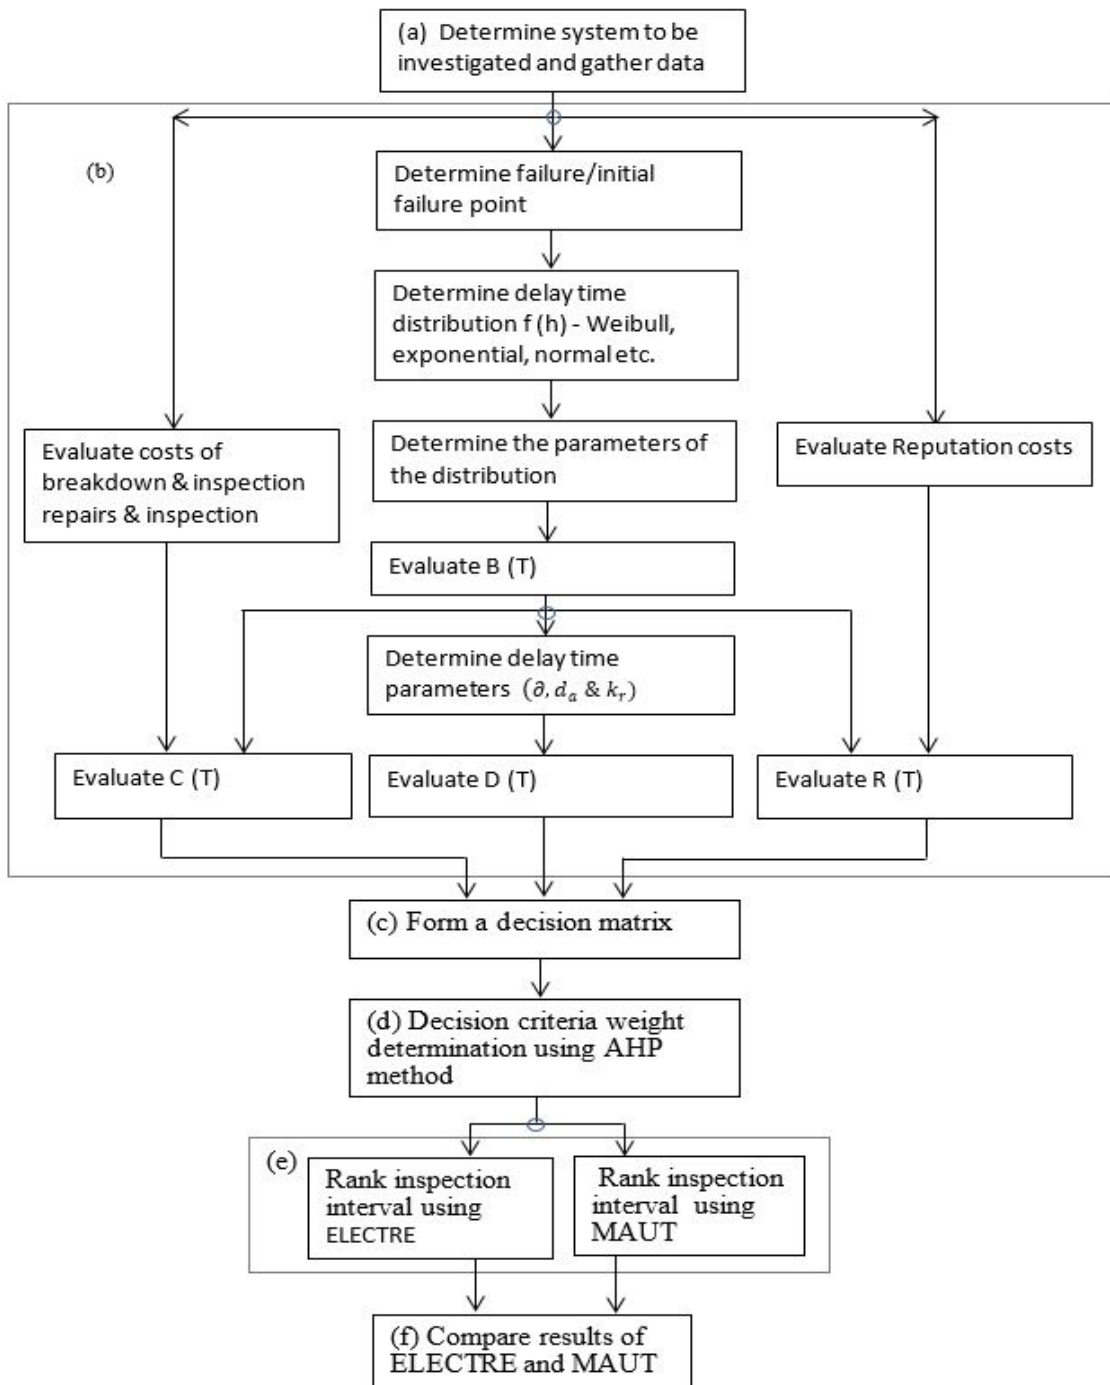 (a) Determine system to be
investigated and gather data
(b)
Determine failure/initial
failure point
Determine delay time
distribution f (h) - Weibull,
exponential, normal etc.
Evaluate costs of
breakdown & inspection
repairs & inspection
Determine the parameters of
the distribution
Evaluate Reputation costs
Evaluate B (T)
Determine delay time
parameters (∂, dₐ & kᵣ)
Evaluate C (T)
Evaluate D (T)
Evaluate R (T)
(c) Form a decision matrix
(d) Decision criteria weight
determination using AHP
method
(e)
Rank inspection
interval using
ELECTRE
Rank inspection
interval using
MAUT
(f) Compare results of
ELECTRE and MAUT